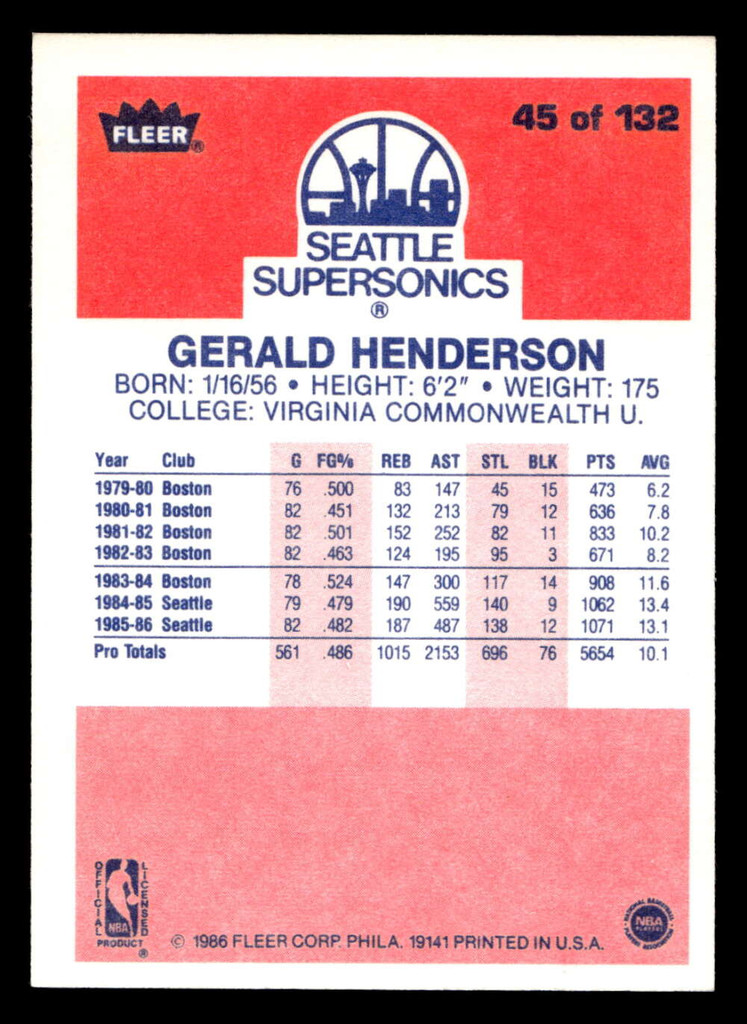 FLEER®
45 of 132
SEATTLE
SUPERSONICS
®
GERALD HENDERSON
BORN: 1/16/56 • HEIGHT: 6'2" • WEIGHT: 175
COLLEGE: VIRGINIA COMMONWEALTH U.
Year Club G FG% REB AST STL BLK PTS AVG
1979-80 Boston 76 .500 83 147 45 15 473 6.2
1980-81 Boston 82 .451 132 213 79 12 636 7.8
1981-82 Boston 82 .501 152 252 82 11 833 10.2
1982-83 Boston 82 .463 124 195 95 3 671 8.2
1983-84 Boston 78 .524 147 300 117 14 908 11.6
1984-85 Seattle 79 .479 190 559 140 9 1062 13.4
1985-86 Seattle 82 .482 187 487 138 12 1071 13.1
Pro Totals 561 .486 1015 2153 696 76 5654 10.1
OFFICIAL
LICENSED
NBA
PRODUCT
®
© 1986 FLEER CORP. PHILA. 19141 PRINTED IN U.S.A.
NATIONAL BASKETBALL
NBA
PLAYERS
PLAYERS ASSOCIATION